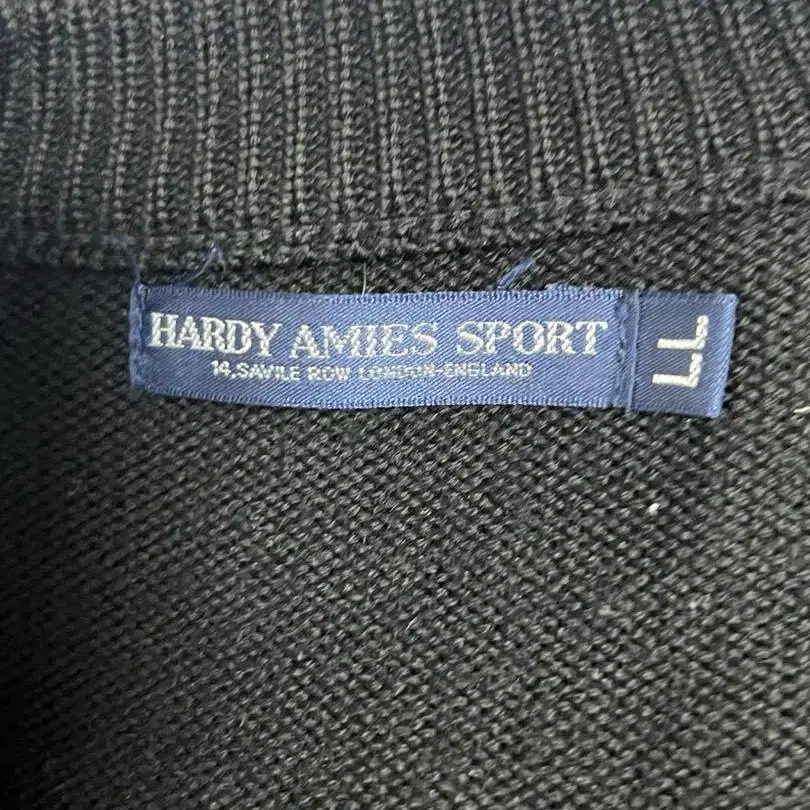 HARDY AMIES SPORT
14, SAVILE ROW LONDON-ENGLAND
LL